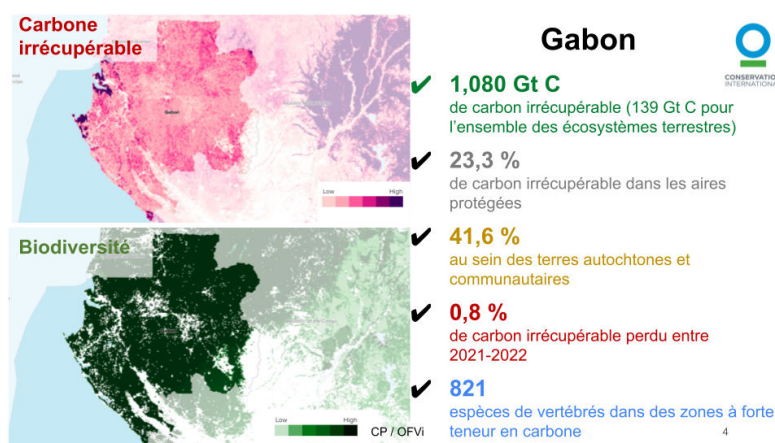 Carbone
irrécupérable
Gabon
Low
High
Biodiversité
Low
High
CP / OFVi
Gabon
CONSERVATIO
INTERNATIONA
✔ 1,080 Gt C
de carbon irrécupérable (139 Gt C pour
l’ensemble des écosystèmes terrestres)
✔ 23,3 %
de carbon irrécupérable dans les aires
protégées
✔ 41,6 %
au sein des terres autochtones et
communautaires
✔ 0,8 %
de carbon irrécupérable perdu entre
2021-2022
✔ 821
espèces de vertébrés dans des zones à forte
teneur en carbone
4